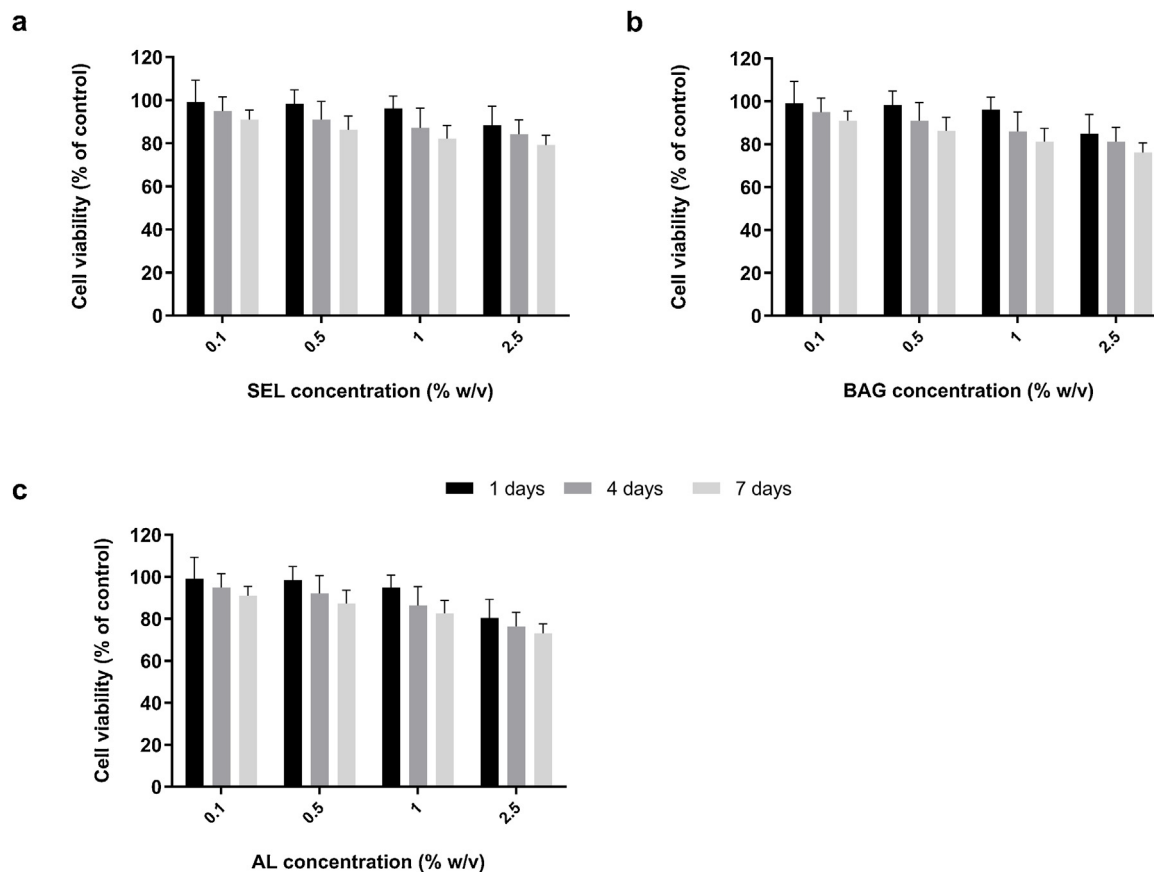 a
Cell viability (% of control)
120
100
80
60
40
20
0
0.1
0.5
1
2.5
SEL concentration (% w/v)
b
Cell viability (% of control)
120
100
80
60
40
20
0
0.1
0.5
1
2.5
BAG concentration (% w/v)
1 days
4 days
7 days
c
Cell viability (% of control)
120
100
80
60
40
20
0
0.1
0.5
1
2.5
AL concentration (% w/v)